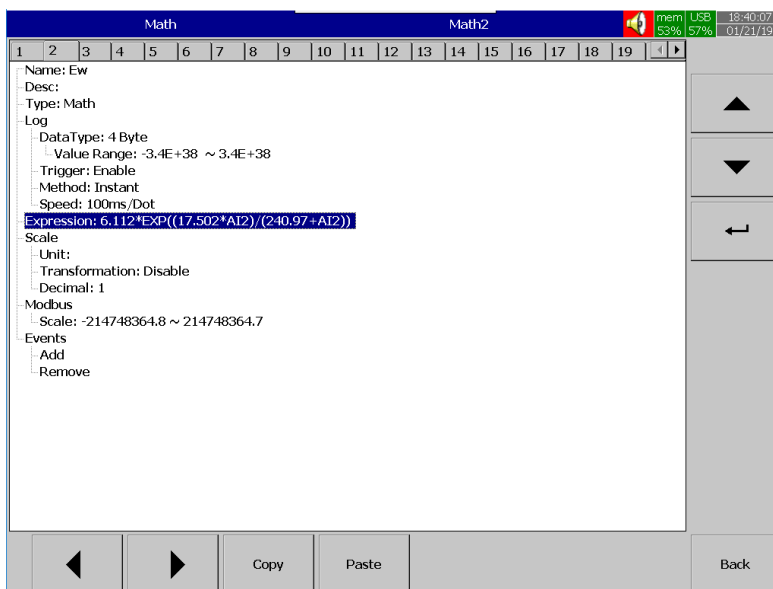 Math Math2 mem 53% USB 57% 18:40:07 01/21/19
1 2 3 4 5 6 7 8 9 10 11 12 13 14 15 16 17 18 19
Name: Ew
Desc:
Type: Math
Log
DataType: 4 Byte
Value Range: -3.4E+38 ~ 3.4E+38
Trigger: Enable
Method: Instant
Speed: 100ms/Dot
Expression: 6.112*EXP((17.502*AI2)/(240.97+AI2))
Scale
Unit:
Transformation: Disable
Decimal: 1
Modbus
Scale: -214748364.8 ~ 214748364.7
Events
Add
Remove
Copy Paste Back